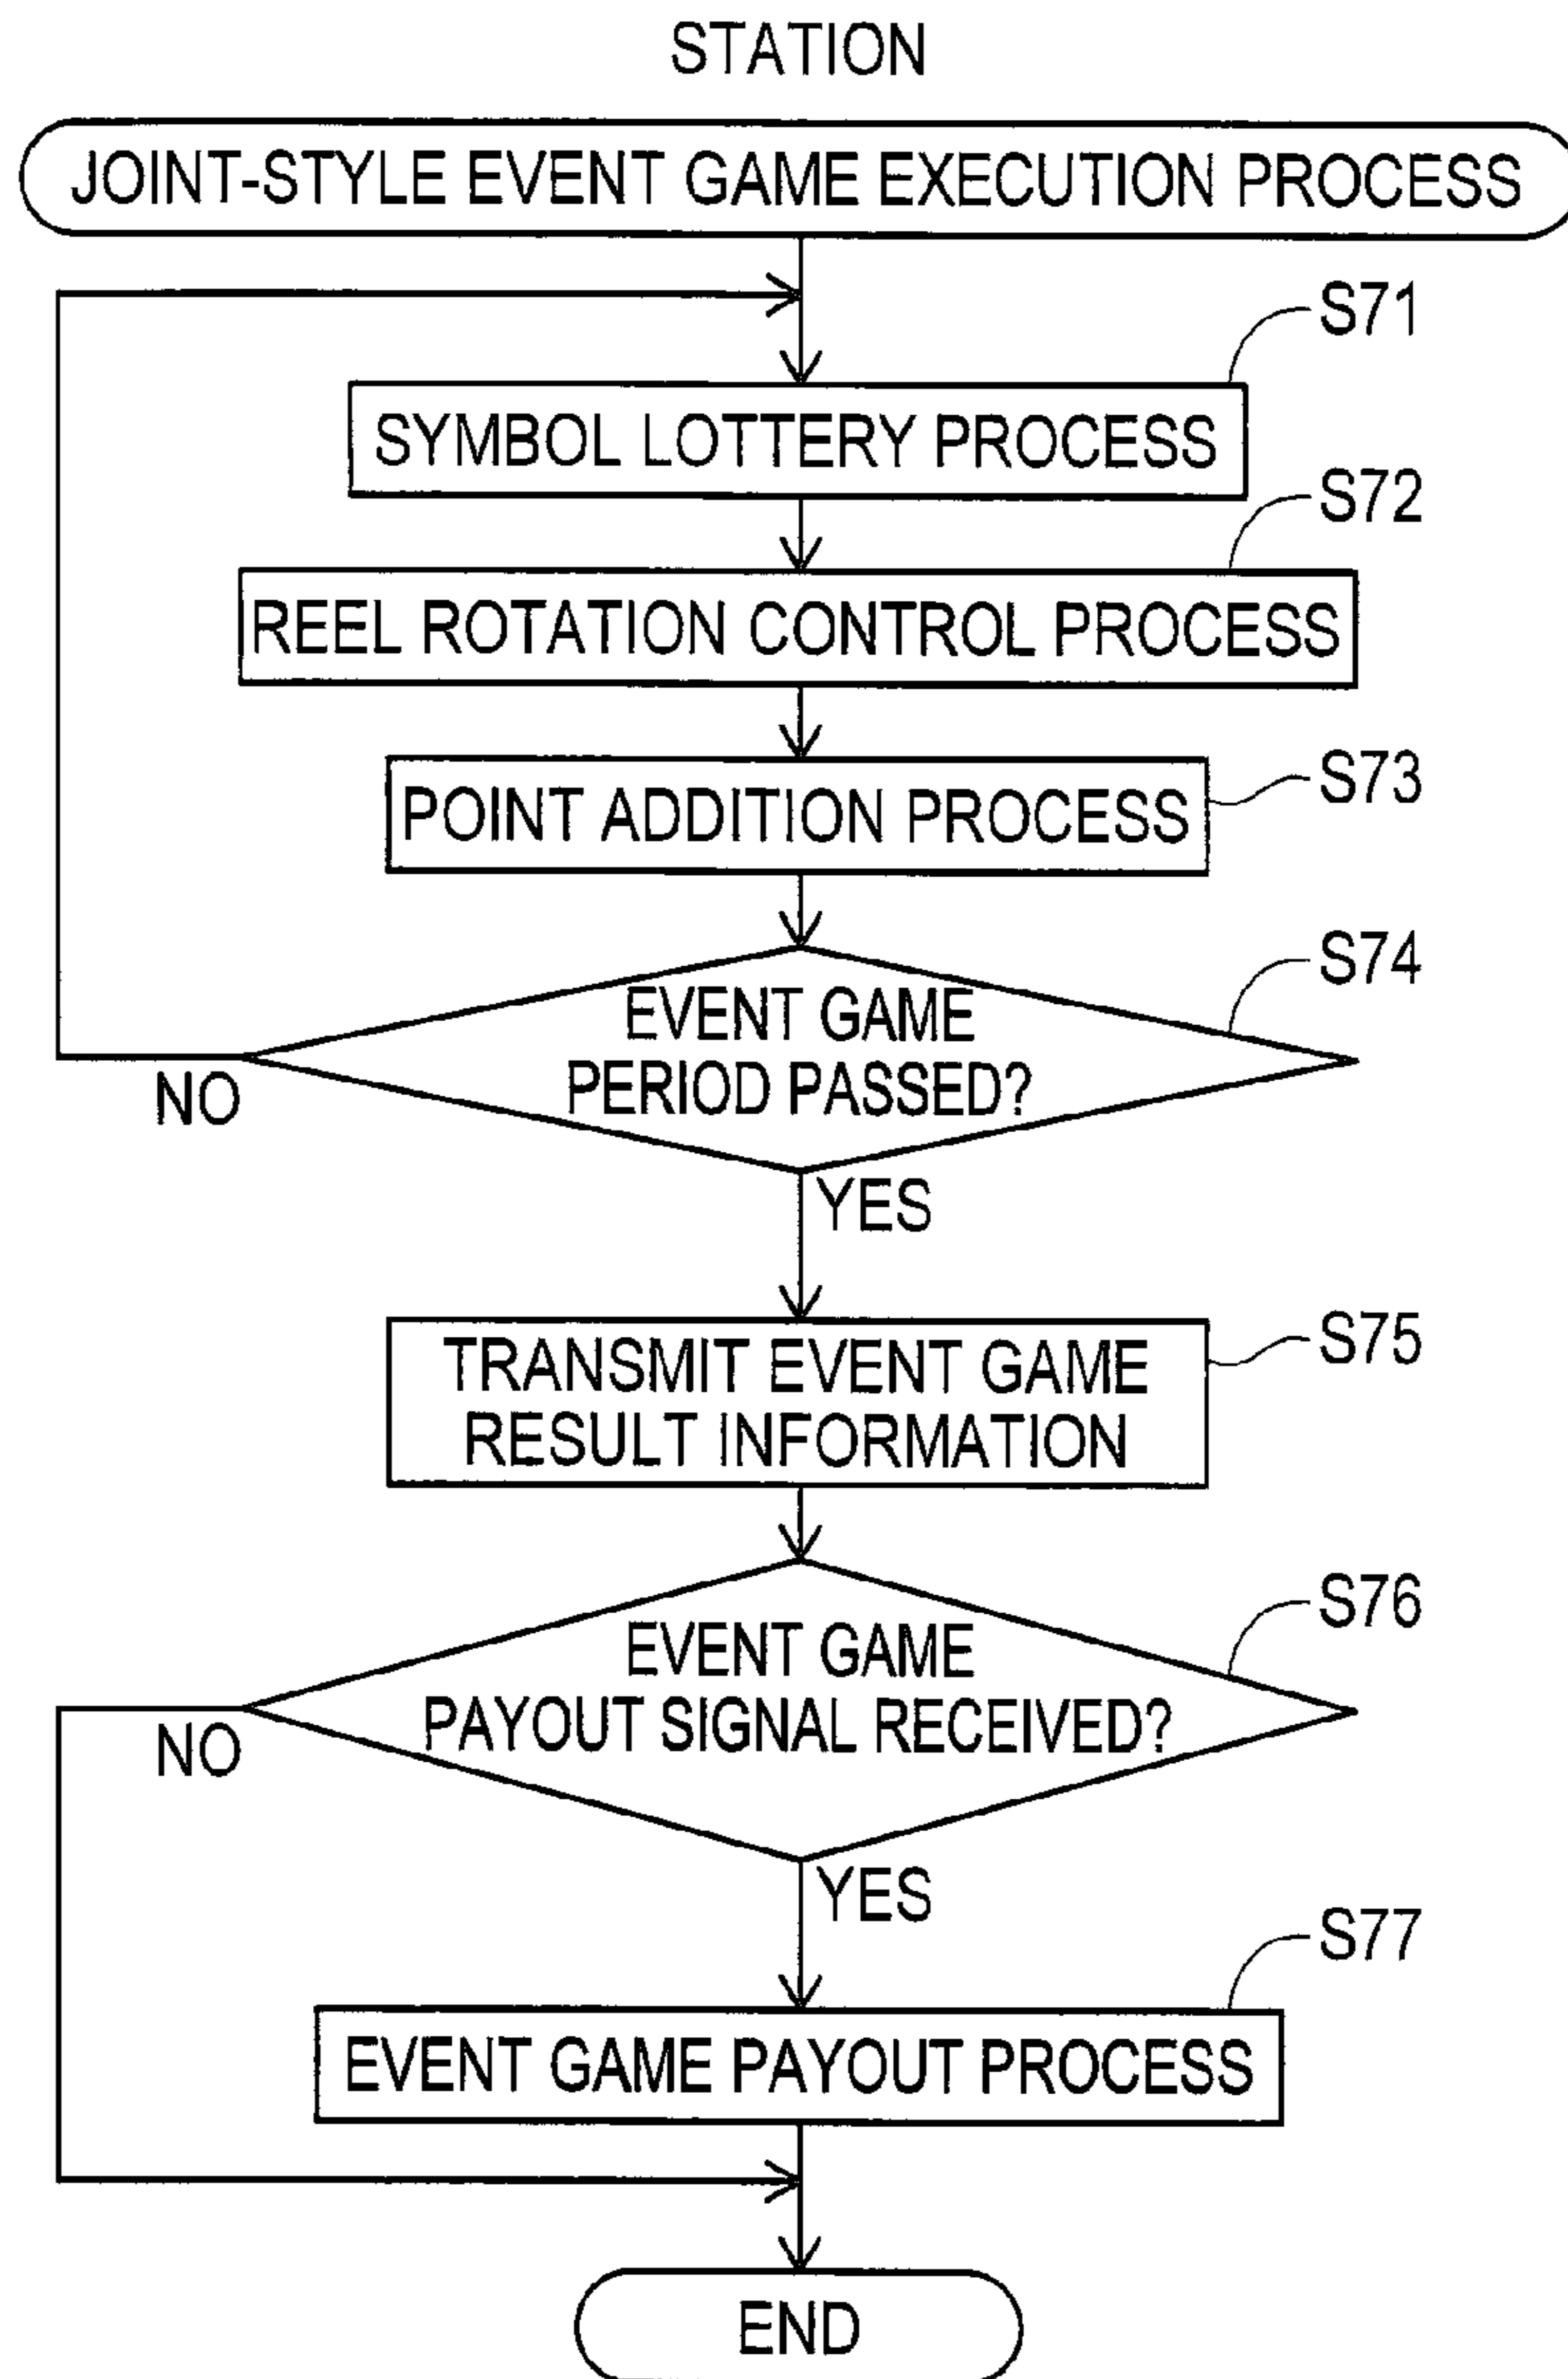 STATION
JOINT-STYLE EVENT GAME EXECUTION PROCESS
S71
SYMBOL LOTTERY PROCESS
S72
REEL ROTATION CONTROL PROCESS
S73
POINT ADDITION PROCESS
S74
EVENT GAME
PERIOD PASSED?
NO
YES
S75
TRANSMIT EVENT GAME
RESULT INFORMATION
S76
EVENT GAME
PAYOUT SIGNAL RECEIVED?
NO
YES
S77
EVENT GAME PAYOUT PROCESS
END